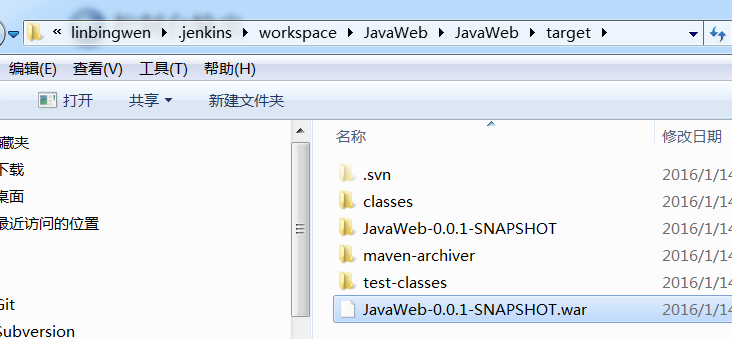 « linbingwen ▸ .jenkins ▸ workspace ▸ JavaWeb ▸ JavaWeb ▸ target ▸
编辑(E) 查看(V) 工具(T) 帮助(H)
打开 共享 新建文件夹
名称 修改日期
藏夹
下载
桌面
最近访问的位置
Git
Subversion
.svn 2016/1/14
classes 2016/1/14
JavaWeb-0.0.1-SNAPSHOT 2016/1/14
maven-archiver 2016/1/14
test-classes 2016/1/14
JavaWeb-0.0.1-SNAPSHOT.war 2016/1/14